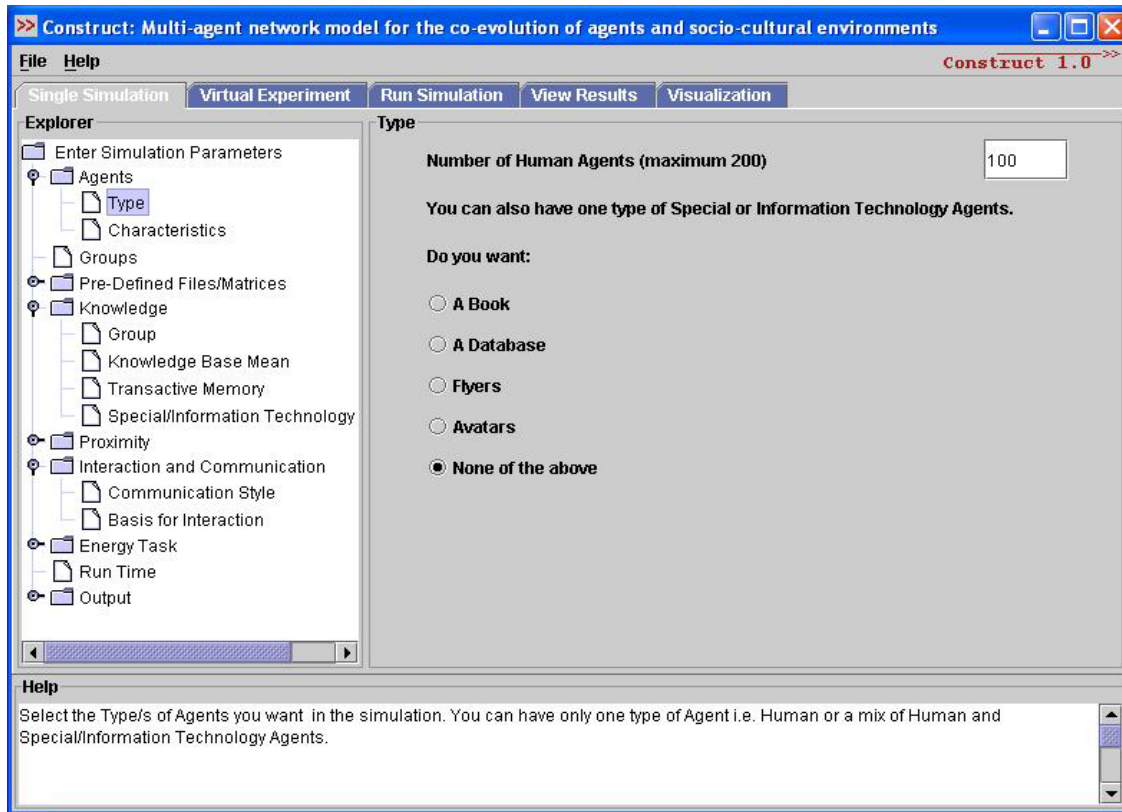 Construct: Multi-agent network model for the co-evolution of agents and socio-cultural environments
File Help
Construct 1.0 >>
Single Simulation Virtual Experiment Run Simulation View Results Visualization
Explorer
Enter Simulation Parameters
Agents
Type
Characteristics
Groups
Pre-Defined Files/Matrices
Knowledge
Group
Knowledge Base Mean
Transactive Memory
Special/Information Technology
Proximity
Interaction and Communication
Communication Style
Basis for Interaction
Energy Task
Run Time
Output
Type
Number of Human Agents (maximum 200) 100
You can also have one type of Special or Information Technology Agents.
Do you want:
A Book
A Database
Flyers
Avatars
None of the above
Help
Select the Type/s of Agents you want in the simulation. You can have only one type of Agent i.e. Human or a mix of Human and
Special/Information Technology Agents.